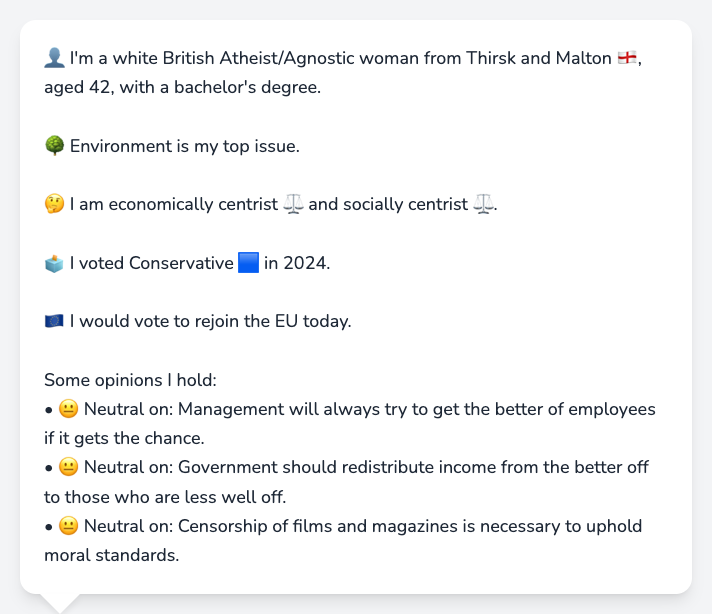 👤 I'm a white British Atheist/Agnostic woman from Thirsk and Malton 🏴󠁧󠁢󠁥󠁮󠁧󠁿,
aged 42, with a bachelor's degree.
🌳 Environment is my top issue.
🤔 I am economically centrist ⚖️ and socially centrist ⚖️.
🗳️ I voted Conservative 🟦 in 2024.
🇪🇺 I would vote to rejoin the EU today.
Some opinions I hold:
• 😐 Neutral on: Management will always try to get the better of employees
if it gets the chance.
• 😐 Neutral on: Government should redistribute income from the better off
to those who are less well off.
• 😐 Neutral on: Censorship of films and magazines is necessary to uphold
moral standards.